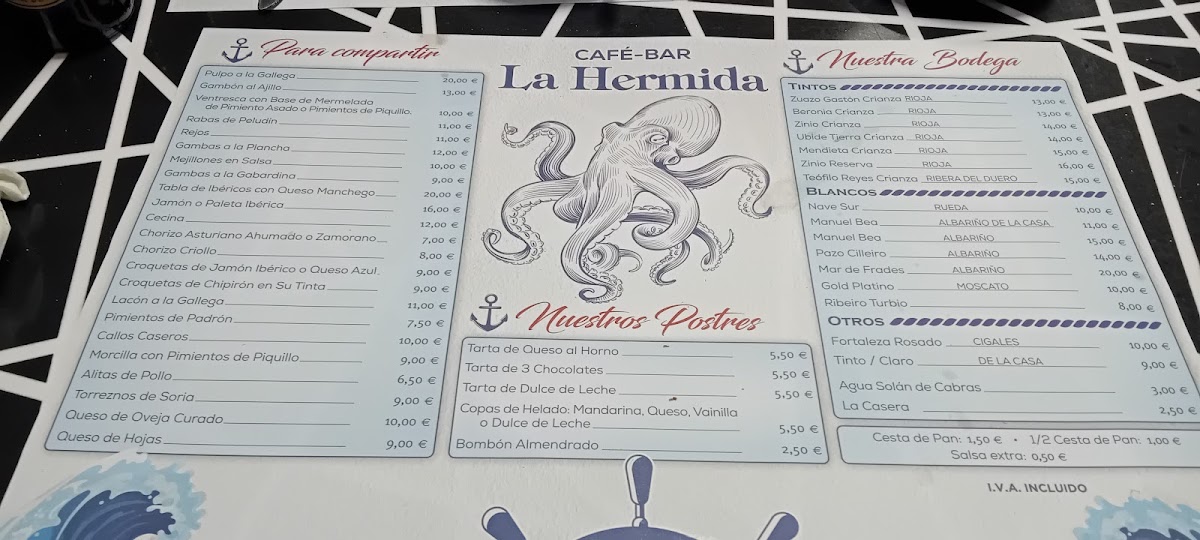 Para compartir
Pulpo a la Gallega 20,00 €
Gambón al Ajillo 13,00 €
Ventresca con Base de Mermelada
de Pimiento Asado o Pimientas de Piquillo. 10,00 €
Rabas de Peludín 11,00 €
Rejos 11,00 €
Gambas a la Plancha 12,00 €
Mejillones en Salsa 10,00 €
Gambas a la Gabardina 9,00 €
Tabla de Ibéricos con Queso Manchego 20,00 €
Jamón o Paleta Ibérica 16,00 €
Cecina 12,00 €
Chorizo Asturiano Ahumado o Zamorano 7,00 €
Chorizo Criollo 8,00 €
Croquetas de Jamón Ibérico o Queso Azul. 9,00 €
Croquetas de Chipirón en Su Tinta 9,00 €
Lacón a la Gallega 11,00 €
Pimientos de Padrón 7,50 €
Callos Caseros 10,00 €
Morcilla con Pimientos de Piquillo 9,00 €
Alitas de Pollo 6,50 €
Torreznos de Soria 9,00 €
Queso de Oveja Curado 10,00 €
Queso de Hojas 9,00 €
CAFÉ-BAR
La Hermida
Nuestros Postres
Tarta de Queso al Horno 5,50 €
Tarta de 3 Chocolates 5,50 €
Tarta de Dulce de Leche 5,50 €
Copas de Helado: Mandarina, Queso, Vainilla
o Dulce de Leche 5,50 €
Bombón Almendrado 2,50 €
Nuestra Bodega
TINTOS
Zuazo Gastón Crianza RIOJA 13,00 €
Beronia Crianza RIOJA 13,00 €
Zinio Crianza RIOJA 14,00 €
Ubide Tjerra Crianza RIOJA 14,00 €
Mendieta Crianza RIOJA 15,00 €
Zinio Reserva RIOJA 16,00 €
Teófilo Reyes Crianza RIBERA DEL DUERO 15,00 €
BLANCOS
Nave Sur RUEDA 10,00 €
Manuel Bea ALBARIÑO DE LA CASA 11,00 €
Manuel Bea ALBARIÑO 15,00 €
Pazo Cilleiro ALBARIÑO 14,00 €
Mar de Frades ALBARIÑO 20,00 €
Gold Platino MOSCATO 10,00 €
Ribeiro Turbio 8,00 €
OTROS
Fortaleza Rosado CIGALES 10,00 €
Tinto / Claro DE LA CASA 9,00 €
Agua Solán de Cabras 3,00 €
La Casera 2,50 €
Cesta de Pan: 1,50 € • 1/2 Cesta de Pan: 1,00 €
Salsa extra: 0,50 €
I.V.A. INCLUIDO